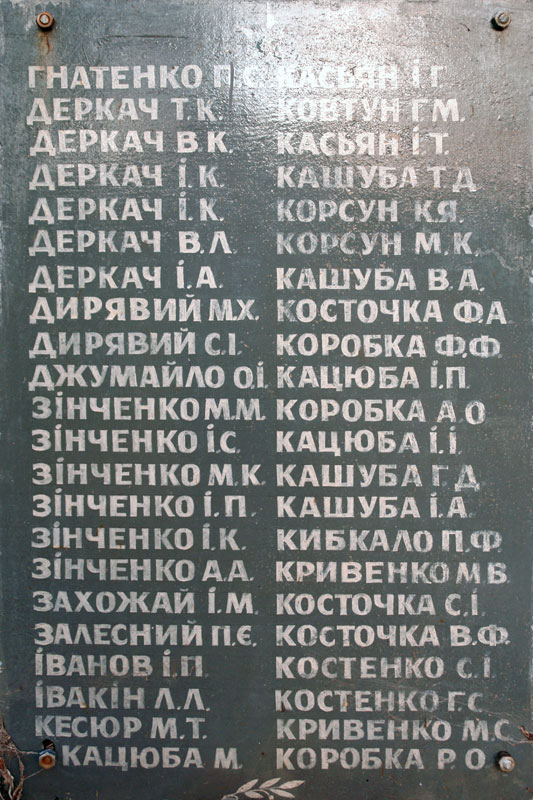 ГНАТЕНКО П.Є.
ДЕРКАЧ Т.К.
ДЕРКАЧ В.К.
ДЕРКАЧ І.К.
ДЕРКАЧ І.К.
ДЕРКАЧ В.Л.
ДЕРКАЧ І.А.
ДИРЯВИЙ М.Х.
ДИРЯВИЙ С.І.
ДЖУМАЙЛО О.І.
ЗІНЧЕНКО М.М.
ЗІНЧЕНКО І.С.
ЗІНЧЕНКО М.К.
ЗІНЧЕНКО І.П.
ЗІНЧЕНКО І.К.
ЗІНЧЕНКО А.А.
ЗАХОЖАЙ І.М.
ЗАЛЕСНИЙ П.Є.
ІВАНОВ І.П.
ІВАКІН Л.Л.
КЕСЮР М.Т.
КАЦЮБА М.
КАСЬЯН І.Г.
КОВТУН Г.М.
КАСЬЯН І.Т.
КАШУБА Т.Д.
КОРСУН К.Я.
КОРСУН М.К.
КАШУБА В.А.
КОСТОЧКА Ф.А
КОРОБКА Ф.Ф
КАЦЮБА І.П
КОРОБКА А.О
КАЦЮБА І.І.
КАШУБА Г.Д.
КАШУБА І.А.
КИБКАЛО П.Ф.
КРИВЕНКО М.Б.
КОСТОЧКА С.І.
КОСТОЧКА В.Ф.
КОСТЕНКО С.І
КОСТЕНКО Г.С.
КРИВЕНКО М.С.
КОРОБКА Р.О